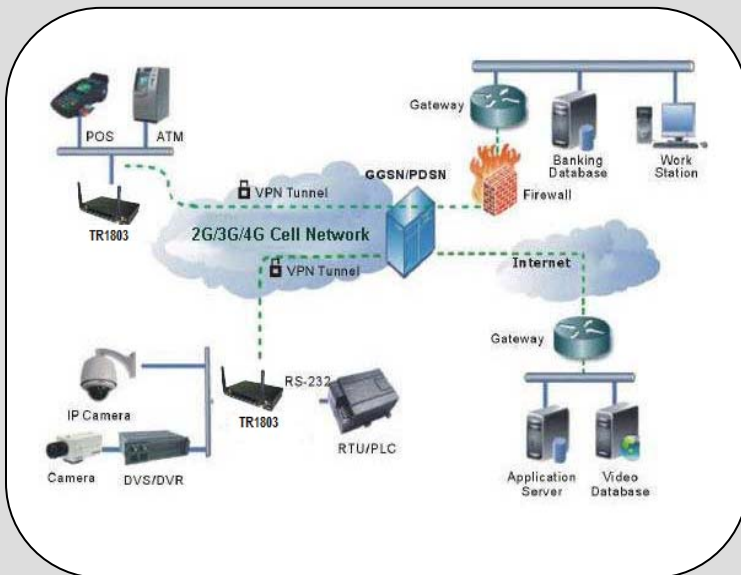 POS
ATM
TR1803
VPN Tunnel
GGSN/PDSN
Gateway
Banking
Database
Work
Station
Firewall
2G/3G/4G Cell Network
VPN Tunnel
Internet
Gateway
IP Camera
TR1803
RS-232
RTU/PLC
Camera
DVS/DVR
Application
Server
Video
Database